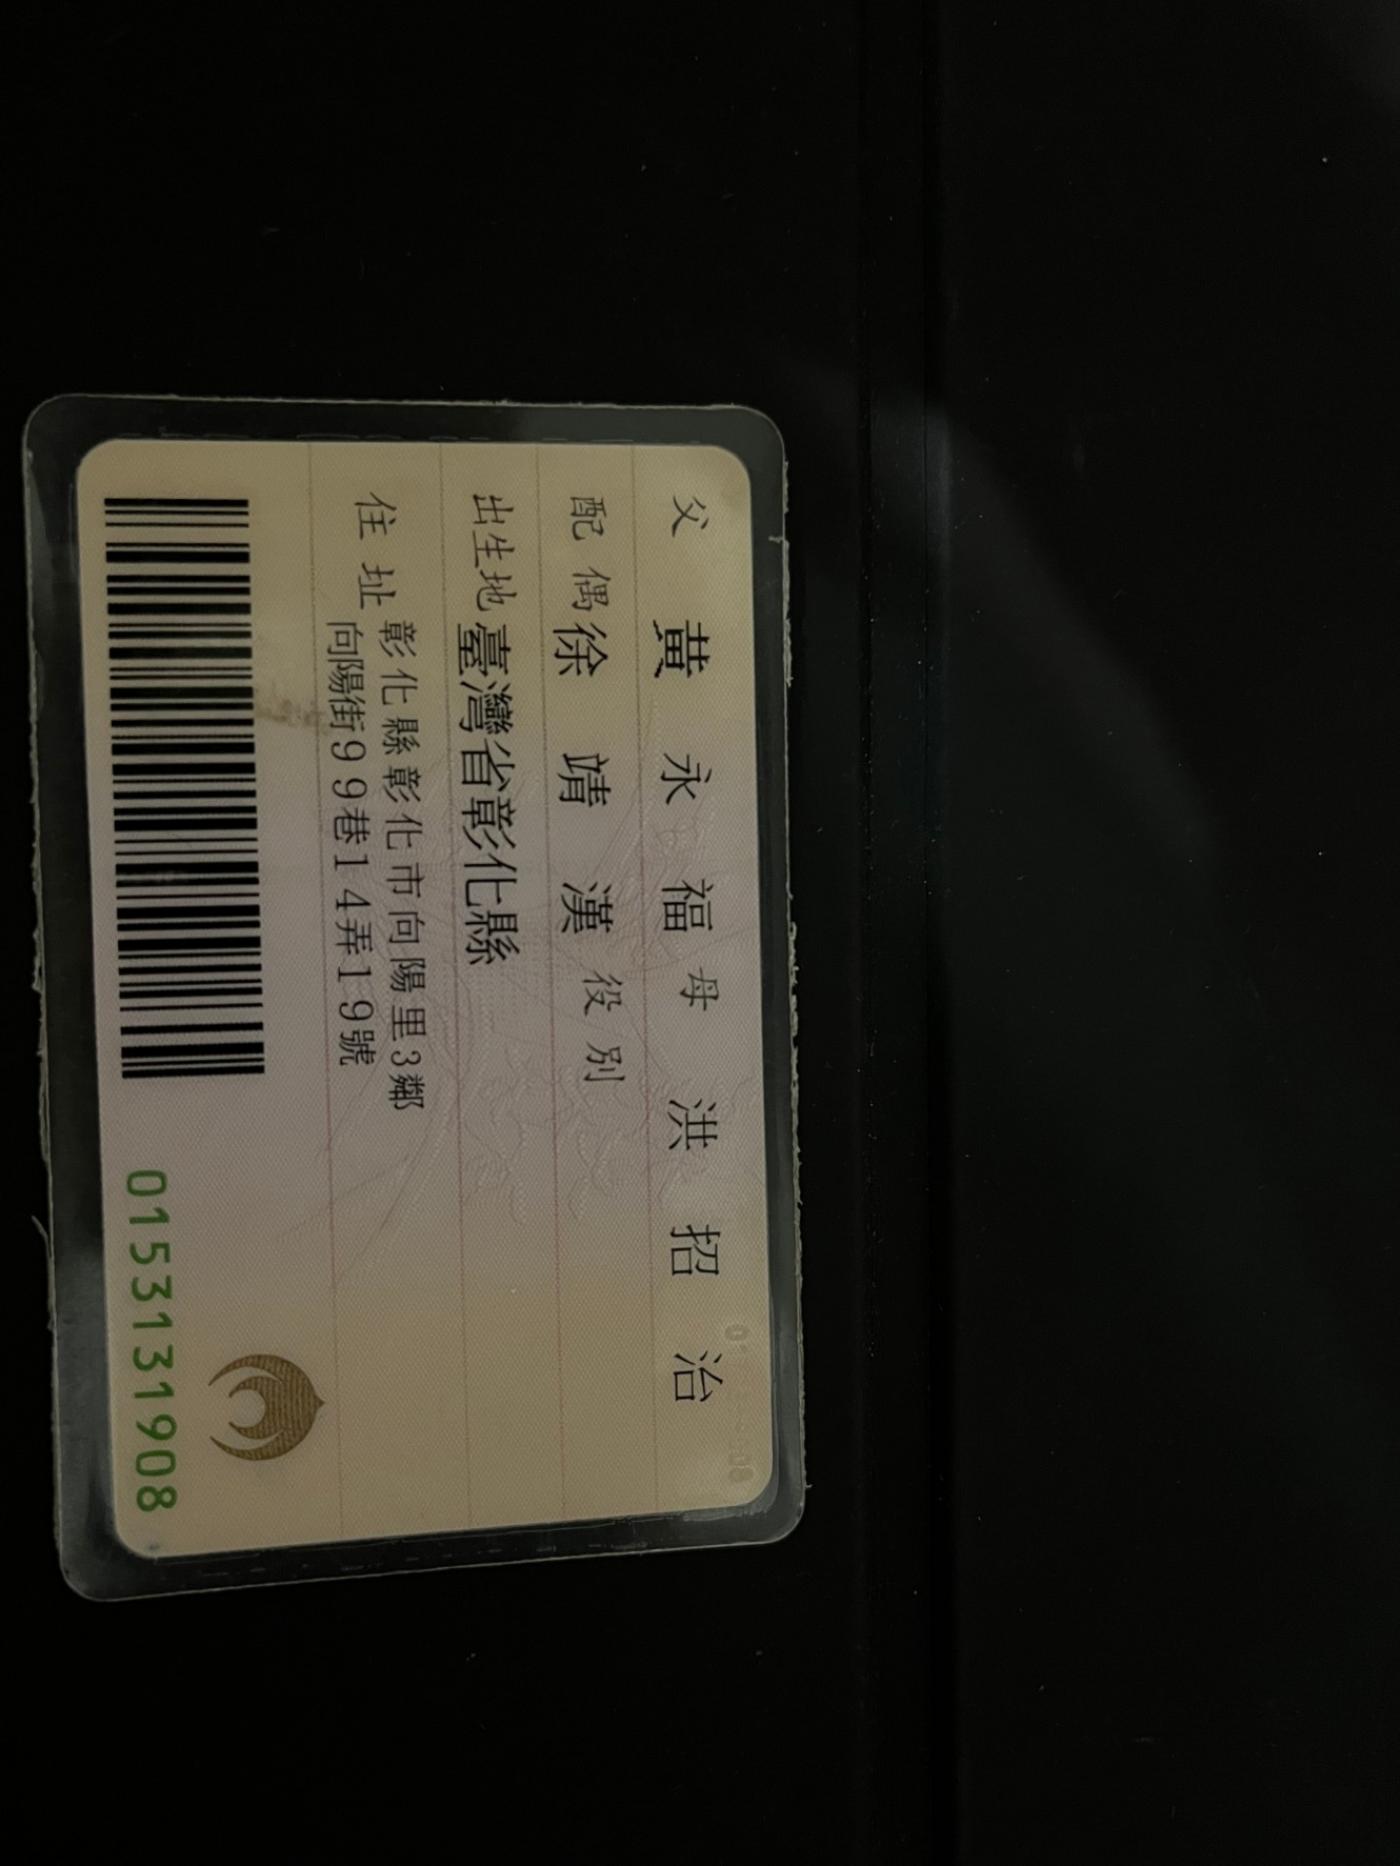 父 黄永福 母 洪招治
配偶 徐靖漢 役別
出生地 臺灣省彰化縣
住址 彰化縣彰化市向陽里3鄰
向陽街99巷14弄19號
0153131908